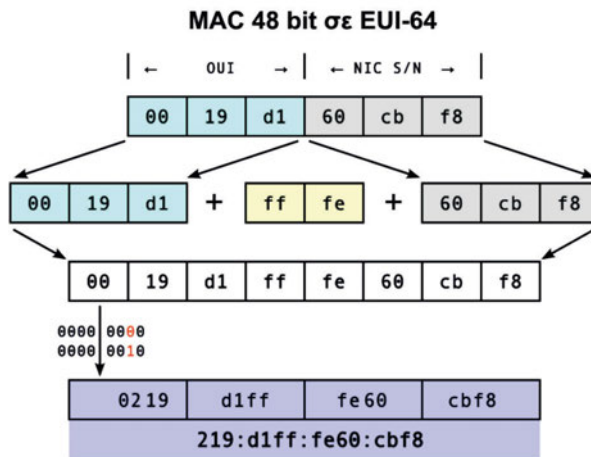 MAC 48 bit σε EUI-64
← OUI → ← NIC S/N →
00 19 d1 60 cb f8
00 19 d1 + ff fe + 60 cb f8
00 19 d1 ff fe 60 cb f8
0000 0000
0000 0010
0219 d1ff fe60 cbf8
219:d1ff:fe60:cbf8